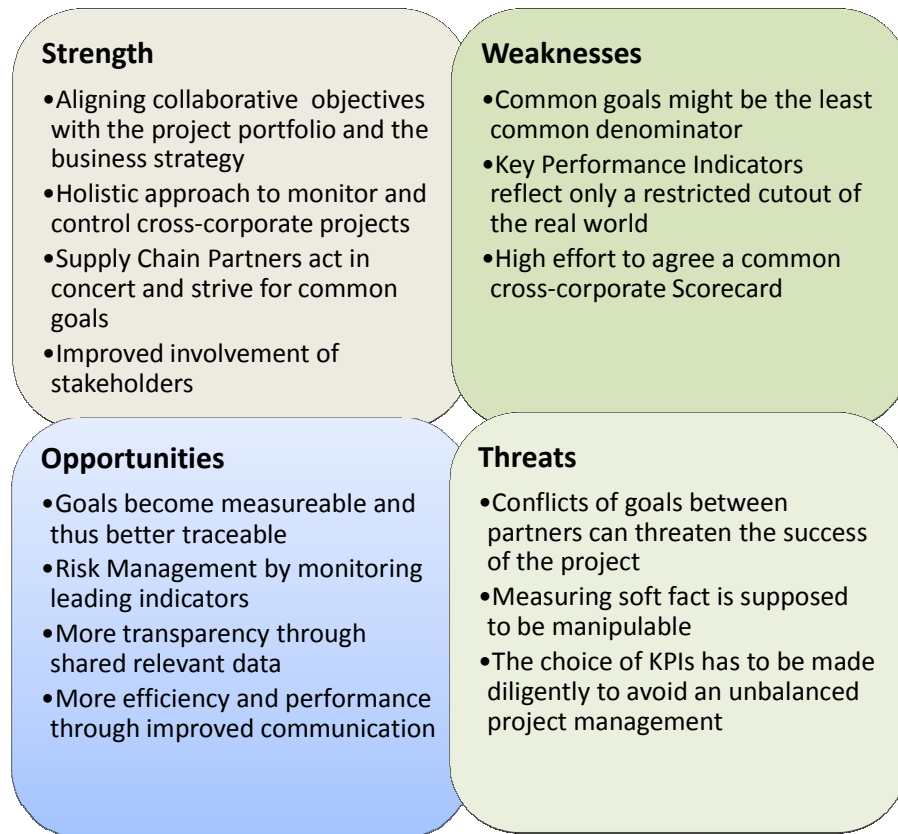 Strength
•Aligning collaborative objectives
with the project portfolio and the
business strategy
•Holistic approach to monitor and
control cross-corporate projects
•Supply Chain Partners act in
concert and strive for common
goals
•Improved involvement of
stakeholders
Weaknesses
•Common goals might be the least
common denominator
•Key Performance Indicators
reflect only a restricted cutout of
the real world
•High effort to agree a common
cross-corporate Scorecard
Opportunities
•Goals become measureable and
thus better traceable
•Risk Management by monitoring
leading indicators
•More transparency through
shared relevant data
•More efficiency and performance
through improved communication
Threats
•Conflicts of goals between
partners can threaten the success
of the project
•Measuring soft fact is supposed
to be manipulable
•The choice of KPIs has to be made
diligently to avoid an unbalanced
project management